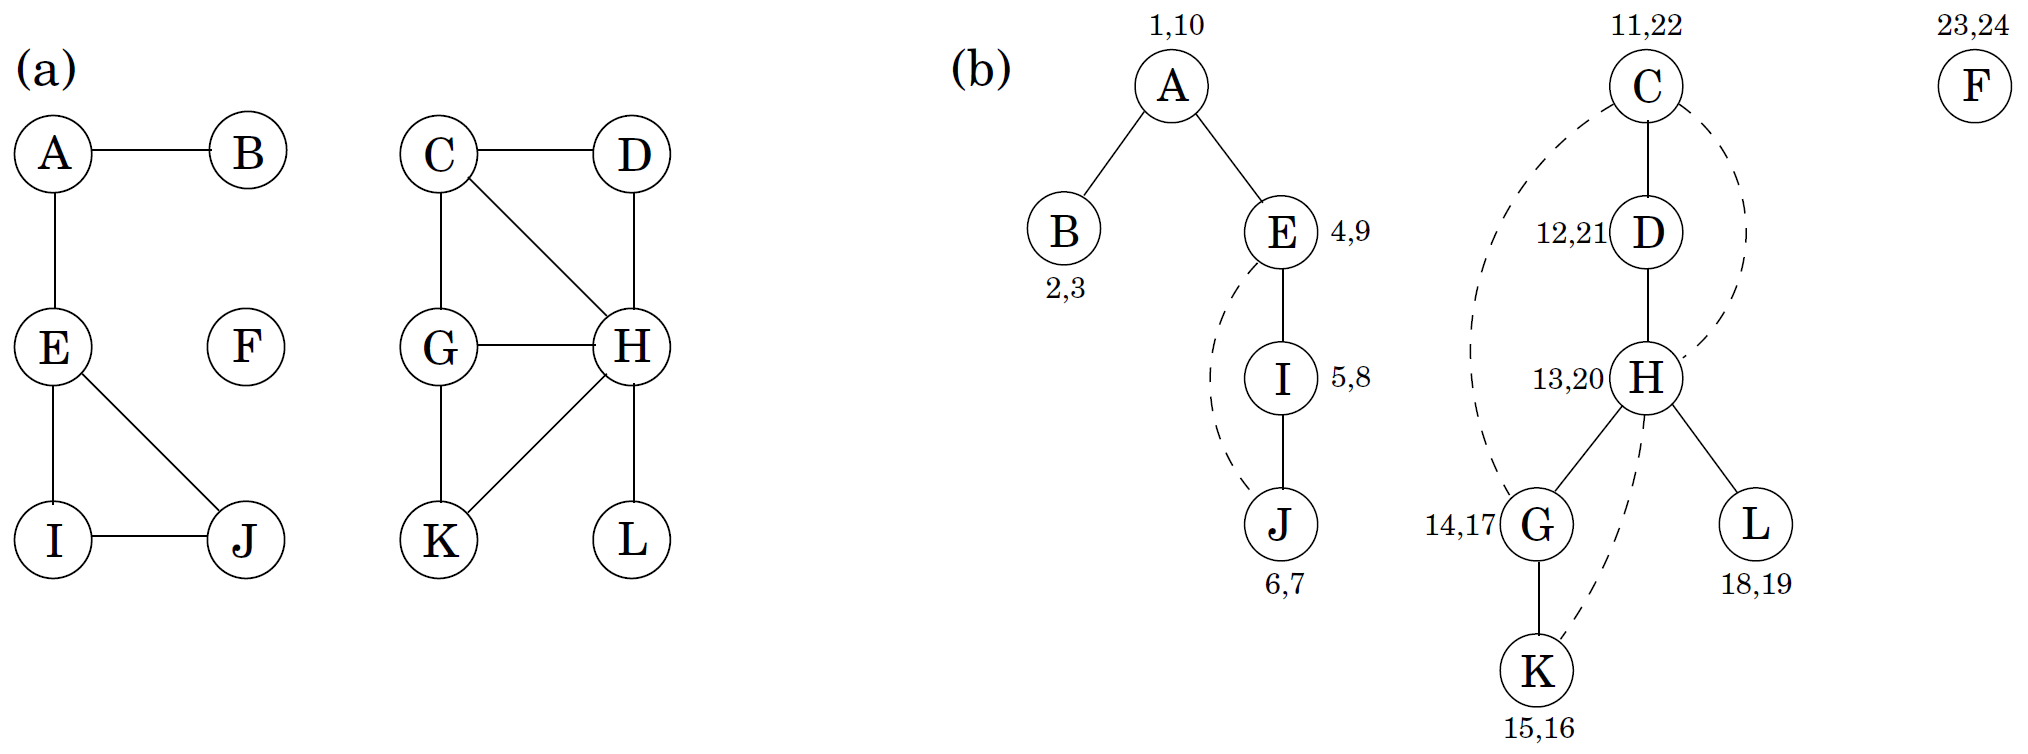 (a)
A B C D
E F G H
I J K L
(b)
1,10 11,22 23,24
A C F
B E 4,9 12,21 D
2,3
I 5,8 13,20 H
J 14,17 G L
6,7 18,19
K
15,16